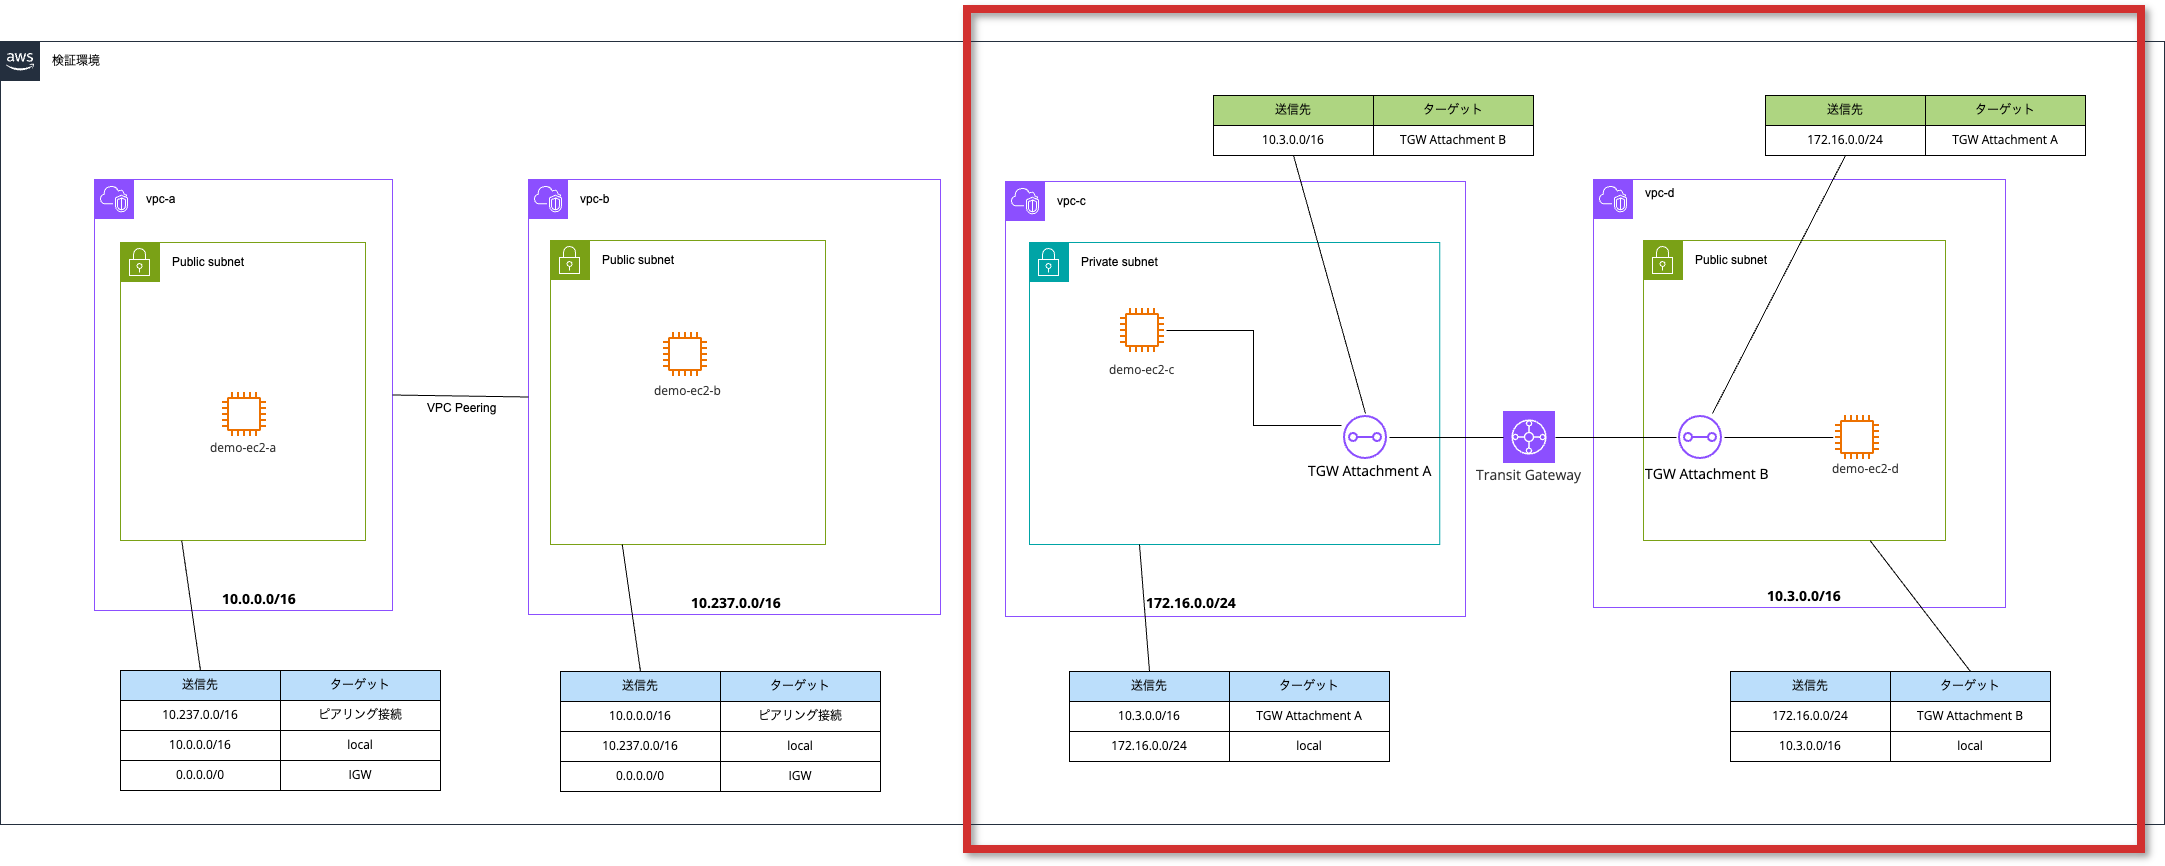 aws
検証環境
送信先 ターゲット
10.3.0.0/16 TGW Attachment B
送信先 ターゲット
172.16.0.0/24 TGW Attachment A
vpc-a
Public subnet
demo-ec2-a
10.0.0.0/16
VPC Peering
vpc-b
Public subnet
demo-ec2-b
10.237.0.0/16
vpc-c
Private subnet
demo-ec2-c
TGW Attachment A
172.16.0.0/24
Transit Gateway
vpc-d
Public subnet
TGW Attachment B
demo-ec2-d
10.3.0.0/16
送信先 ターゲット
10.237.0.0/16 ピアリング接続
10.0.0.0/16 local
0.0.0.0/0 IGW
送信先 ターゲット
10.0.0.0/16 ピアリング接続
10.237.0.0/16 local
0.0.0.0/0 IGW
送信先 ターゲット
10.3.0.0/16 TGW Attachment A
172.16.0.0/24 local
送信先 ターゲット
172.16.0.0/24 TGW Attachment B
10.3.0.0/16 local